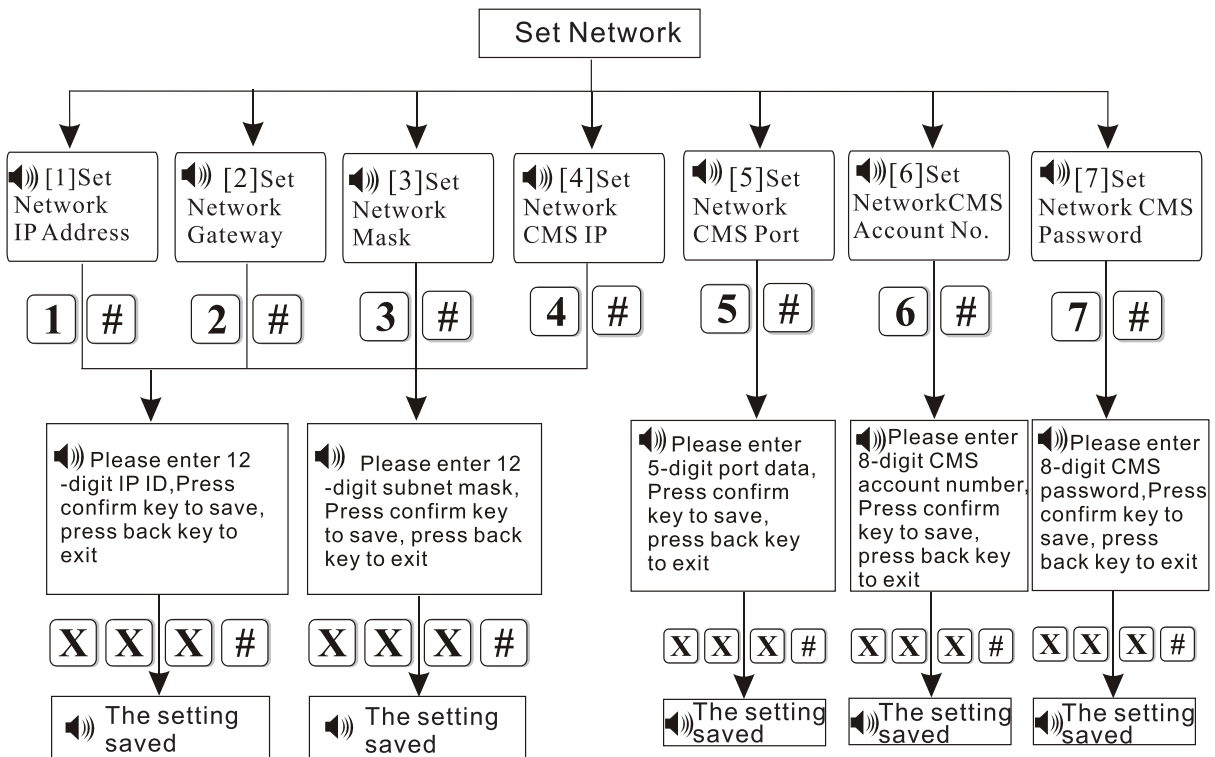 Set Network
[1]Set
Network
IP Address
[2]Set
Network
Gateway
[3]Set
Network
Mask
[4]Set
Network
CMS IP
[5]Set
Network
CMS Port
[6]Set
NetworkCMS
Account No.
[7]Set
Network CMS
Password
1 #
2 #
3 #
4 #
5 #
6 #
7 #
Please enter 12
-digit IP ID,Press
confirm key to save,
press back key to
exit
Please enter 12
-digit subnet mask,
Press confirm key
to save, press back
key to exit
Please enter
5-digit port data,
Press confirm
key to save,
press back key
to exit
Please enter
8-digit CMS
account number,
Press confirm
key to save,
press back key
to exit
Please enter
8-digit CMS
password,Press
confirm key to
save, press
back key to exit
X X X #
X X X #
X X X #
X X X #
X X X #
The setting
saved
The setting
saved
The setting
saved
The setting
saved
The setting
saved